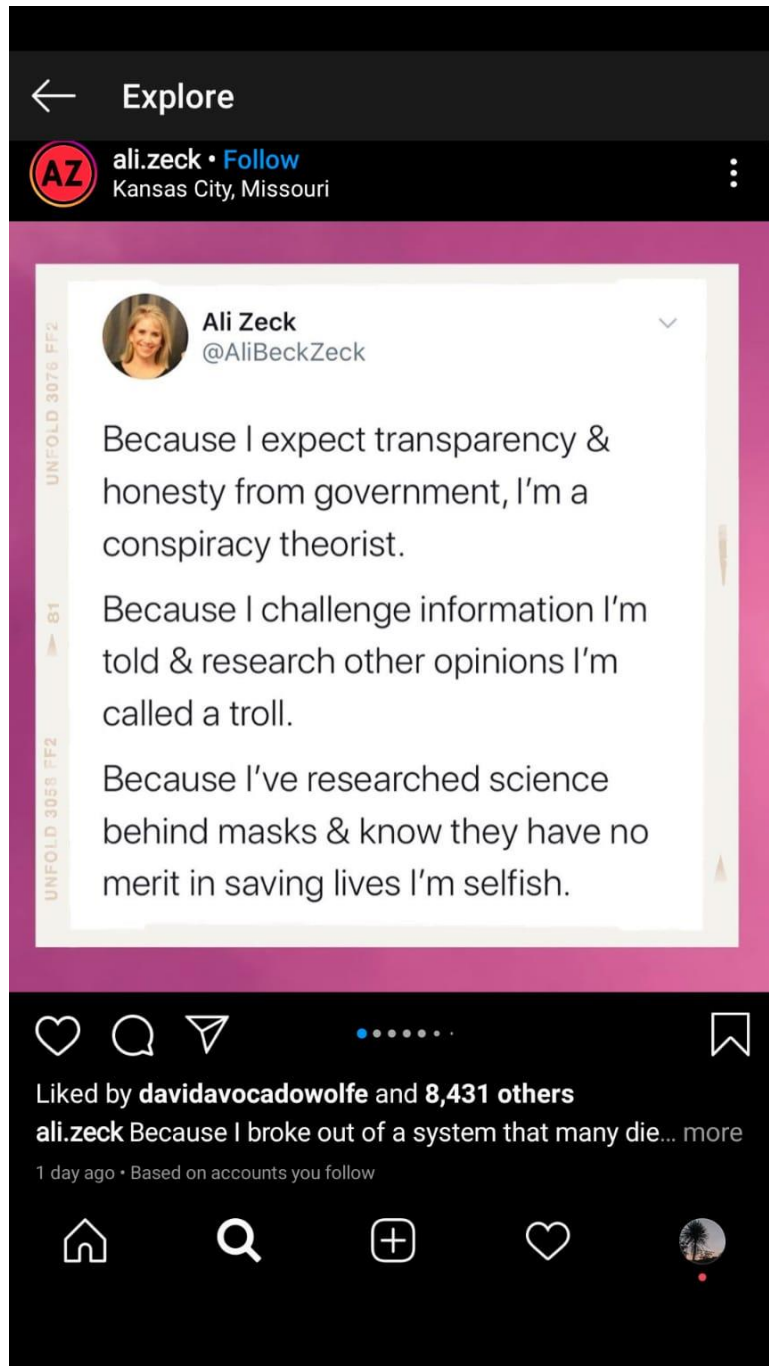 Explore
AZ
ali.zeck • Follow
Kansas City, Missouri
UNFOLD 3076 FF2
81
UNFOLD 3058 FF2
Ali Zeck
@AliBeckZeck
Because I expect transparency &
honesty from government, I'm a
conspiracy theorist.
Because I challenge information I'm
told & research other opinions I'm
called a troll.
Because I've researched science
behind masks & know they have no
merit in saving lives I'm selfish.
Liked by davidavocadowolfe and 8,431 others
ali.zeck Because I broke out of a system that many die... more
1 day ago • Based on accounts you follow